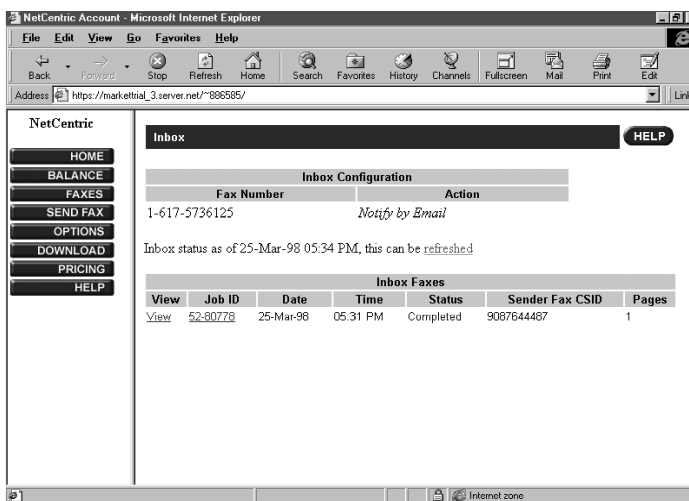 NetCentric Account - Microsoft Internet Explorer
File Edit View Go Favorites Help
Back Forward Stop Refresh Home Search Favorites History Channels Fullscreen Mail Print Edit
Address https://markettrial_3.server.net/~886585/ Link
NetCentric
HOME
BALANCE
FAXES
SEND FAX
OPTIONS
DOWNLOAD
PRICING
HELP
Inbox HELP
Inbox Configuration
Fax Number Action
1-617-5736125 Notify by Email
Inbox status as of 25-Mar-98 05:34 PM, this can be refreshed
Inbox Faxes
View Job ID Date Time Status Sender Fax CSID Pages
View 52-80778 25-Mar-98 05:31 PM Completed 9087644487 1
Internet zone